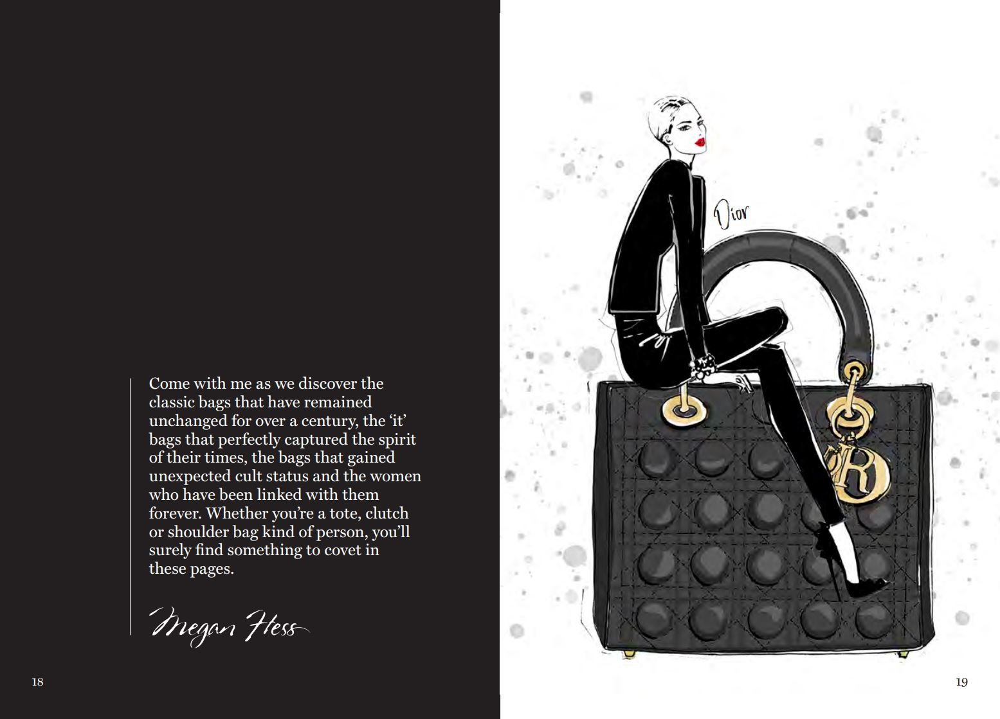 Come with me as we discover the
classic bags that have remained
unchanged for over a century, the ‘it’
bags that perfectly captured the spirit
of their times, the bags that gained
unexpected cult status and the women
who have been linked with them
forever. Whether you’re a tote, clutch
or shoulder bag kind of person, you’ll
surely find something to covet in
these pages.
Megan Hess
18
Dior
OR
19